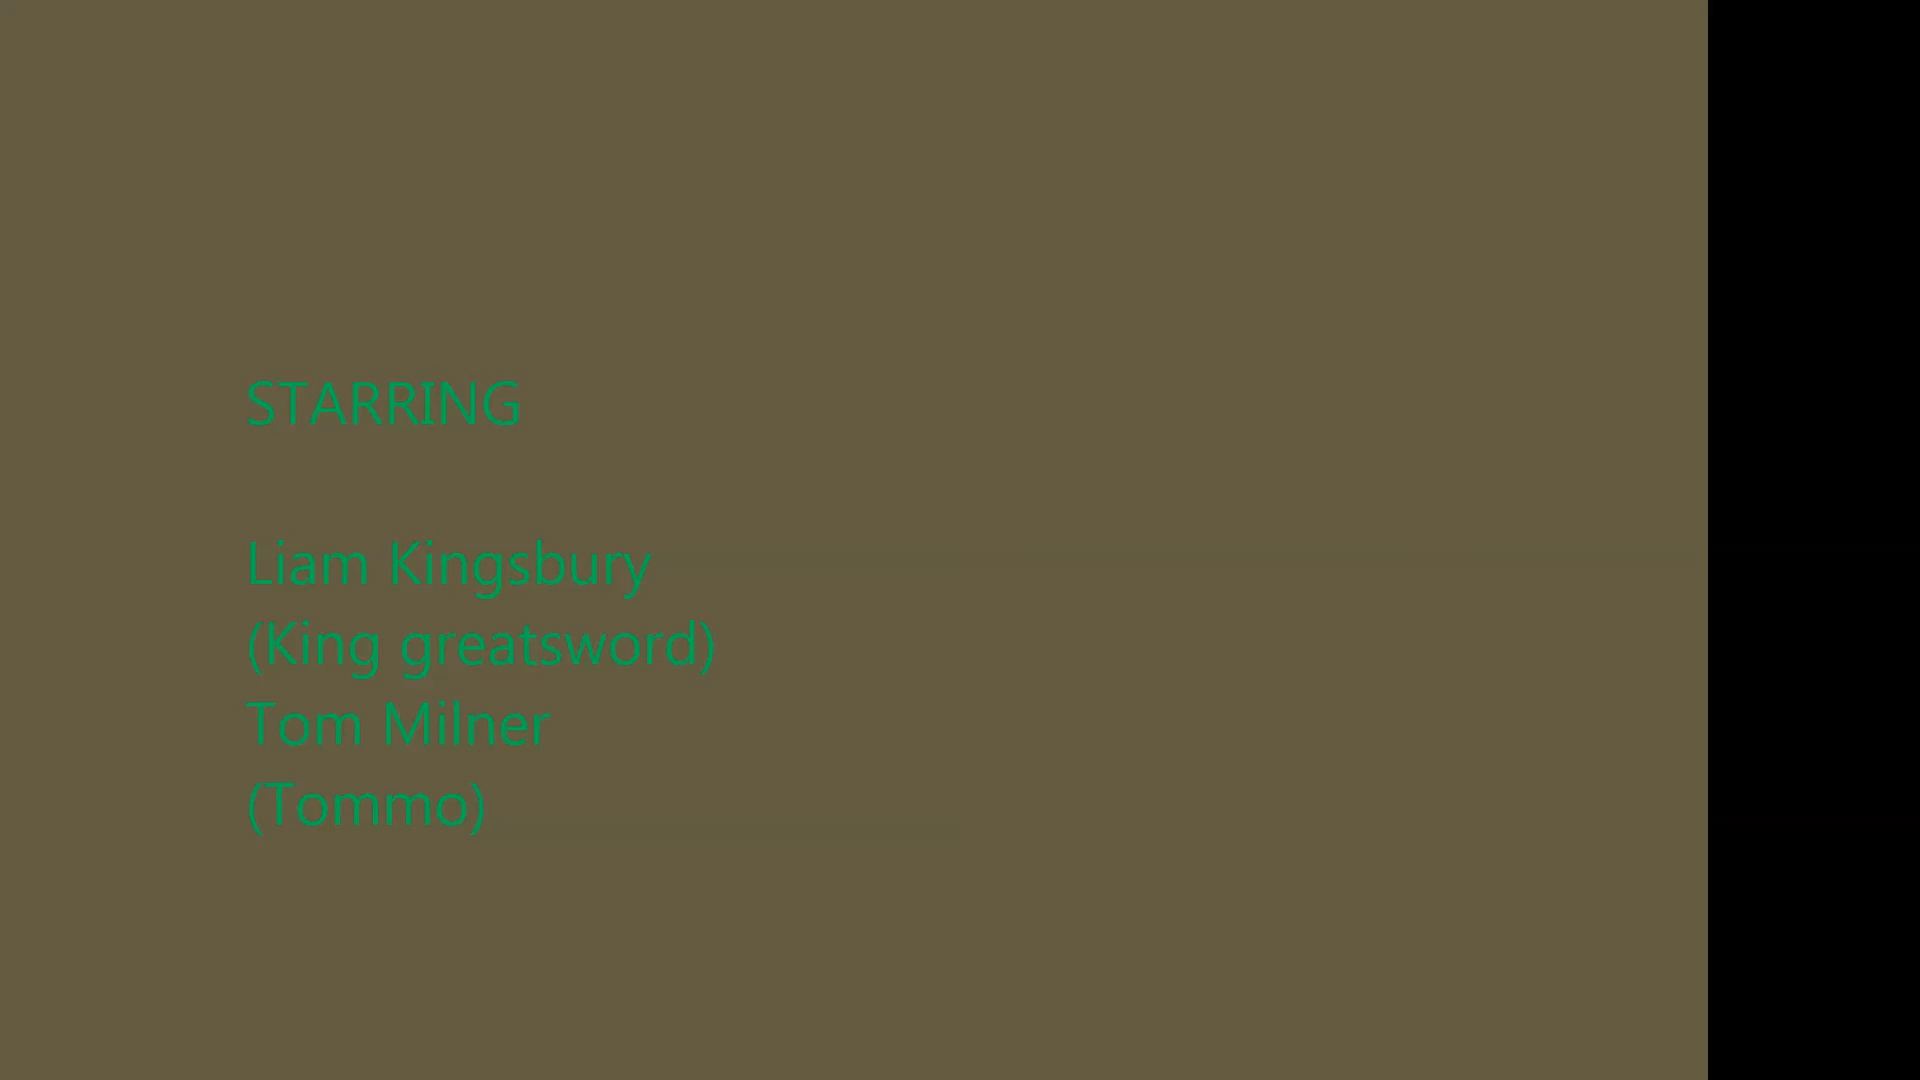 STARRING
Liam Kingsbury
(King greatsword)
Tom Milner
(Tommo)